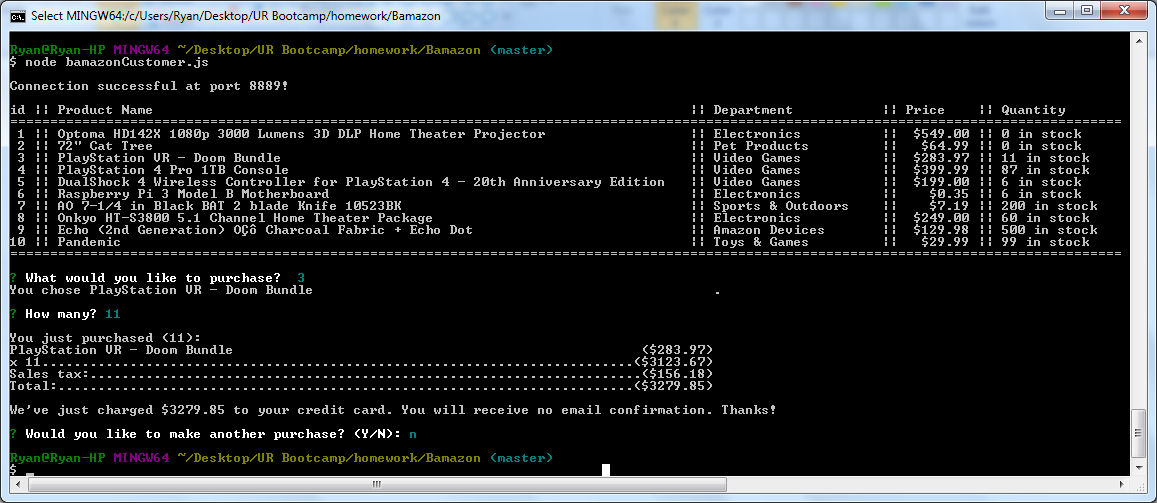 Select MINGW64:/c/Users/Ryan/Desktop/UR Bootcamp/homework/Bamazon
Ryan@Ryan-HP MINGW64 ~/Desktop/UR Bootcamp/homework/Bamazon (master)
$ node bamazonCustomer.js
Connection successful at port 8889!
id || Product Name || Department || Price || Quantity
=========================================================================================================================================
1 || Optoma HD142X 1080p 3000 Lumens 3D DLP Home Theater Projector || Electronics || $549.00 || 0 in stock
2 || 72" Cat Tree || Pet Products || $64.99 || 0 in stock
3 || PlayStation VR - Doom Bundle || Video Games || $283.97 || 11 in stock
4 || PlayStation 4 Pro 1TB Console || Video Games || $399.99 || 87 in stock
5 || DualShock 4 Wireless Controller for PlayStation 4 - 20th Anniversary Edition || Video Games || $199.00 || 6 in stock
6 || Raspberry Pi 3 Model B Motherboard || Electronics || $0.35 || 6 in stock
7 || AO 7-1/4 in Black BAT 2 blade Knife 10523BK || Sports & Outdoors || $7.19 || 200 in stock
8 || Onkyo HT-S3800 5.1 Channel Home Theater Package || Electronics || $249.00 || 60 in stock
9 || Echo (2nd Generation) OÇô Charcoal Fabric + Echo Dot || Amazon Devices || $129.98 || 500 in stock
10 || Pandemic || Toys & Games || $29.99 || 99 in stock
=========================================================================================================================================
? What would you like to purchase? 3
You chose PlayStation VR - Doom Bundle .
? How many? 11
You just purchased (11):
PlayStation VR - Doom Bundle ($283.97)
x 11..........................................................................($3123.67)
Sales tax:.....................................................................($156.18)
Total:........................................................................($3279.85)
We've just charged $3279.85 to your credit card. You will receive no email confirmation. Thanks!
? Would you like to make another purchase? (Y/N): n
Ryan@Ryan-HP MINGW64 ~/Desktop/UR Bootcamp/homework/Bamazon (master)
$ _